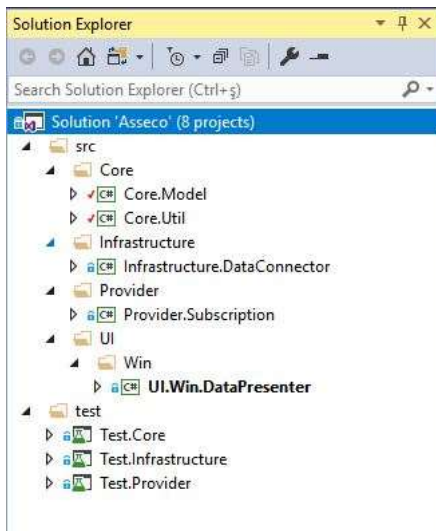 Solution Explorer
Search Solution Explorer (Ctrl+ş)
Solution 'Asseco' (8 projects)
src
Core
C# Core.Model
C# Core.Util
Infrastructure
C# Infrastructure.DataConnector
Provider
C# Provider.Subscription
UI
Win
C# UI.Win.DataPresenter
test
Test.Core
Test.Infrastructure
Test.Provider